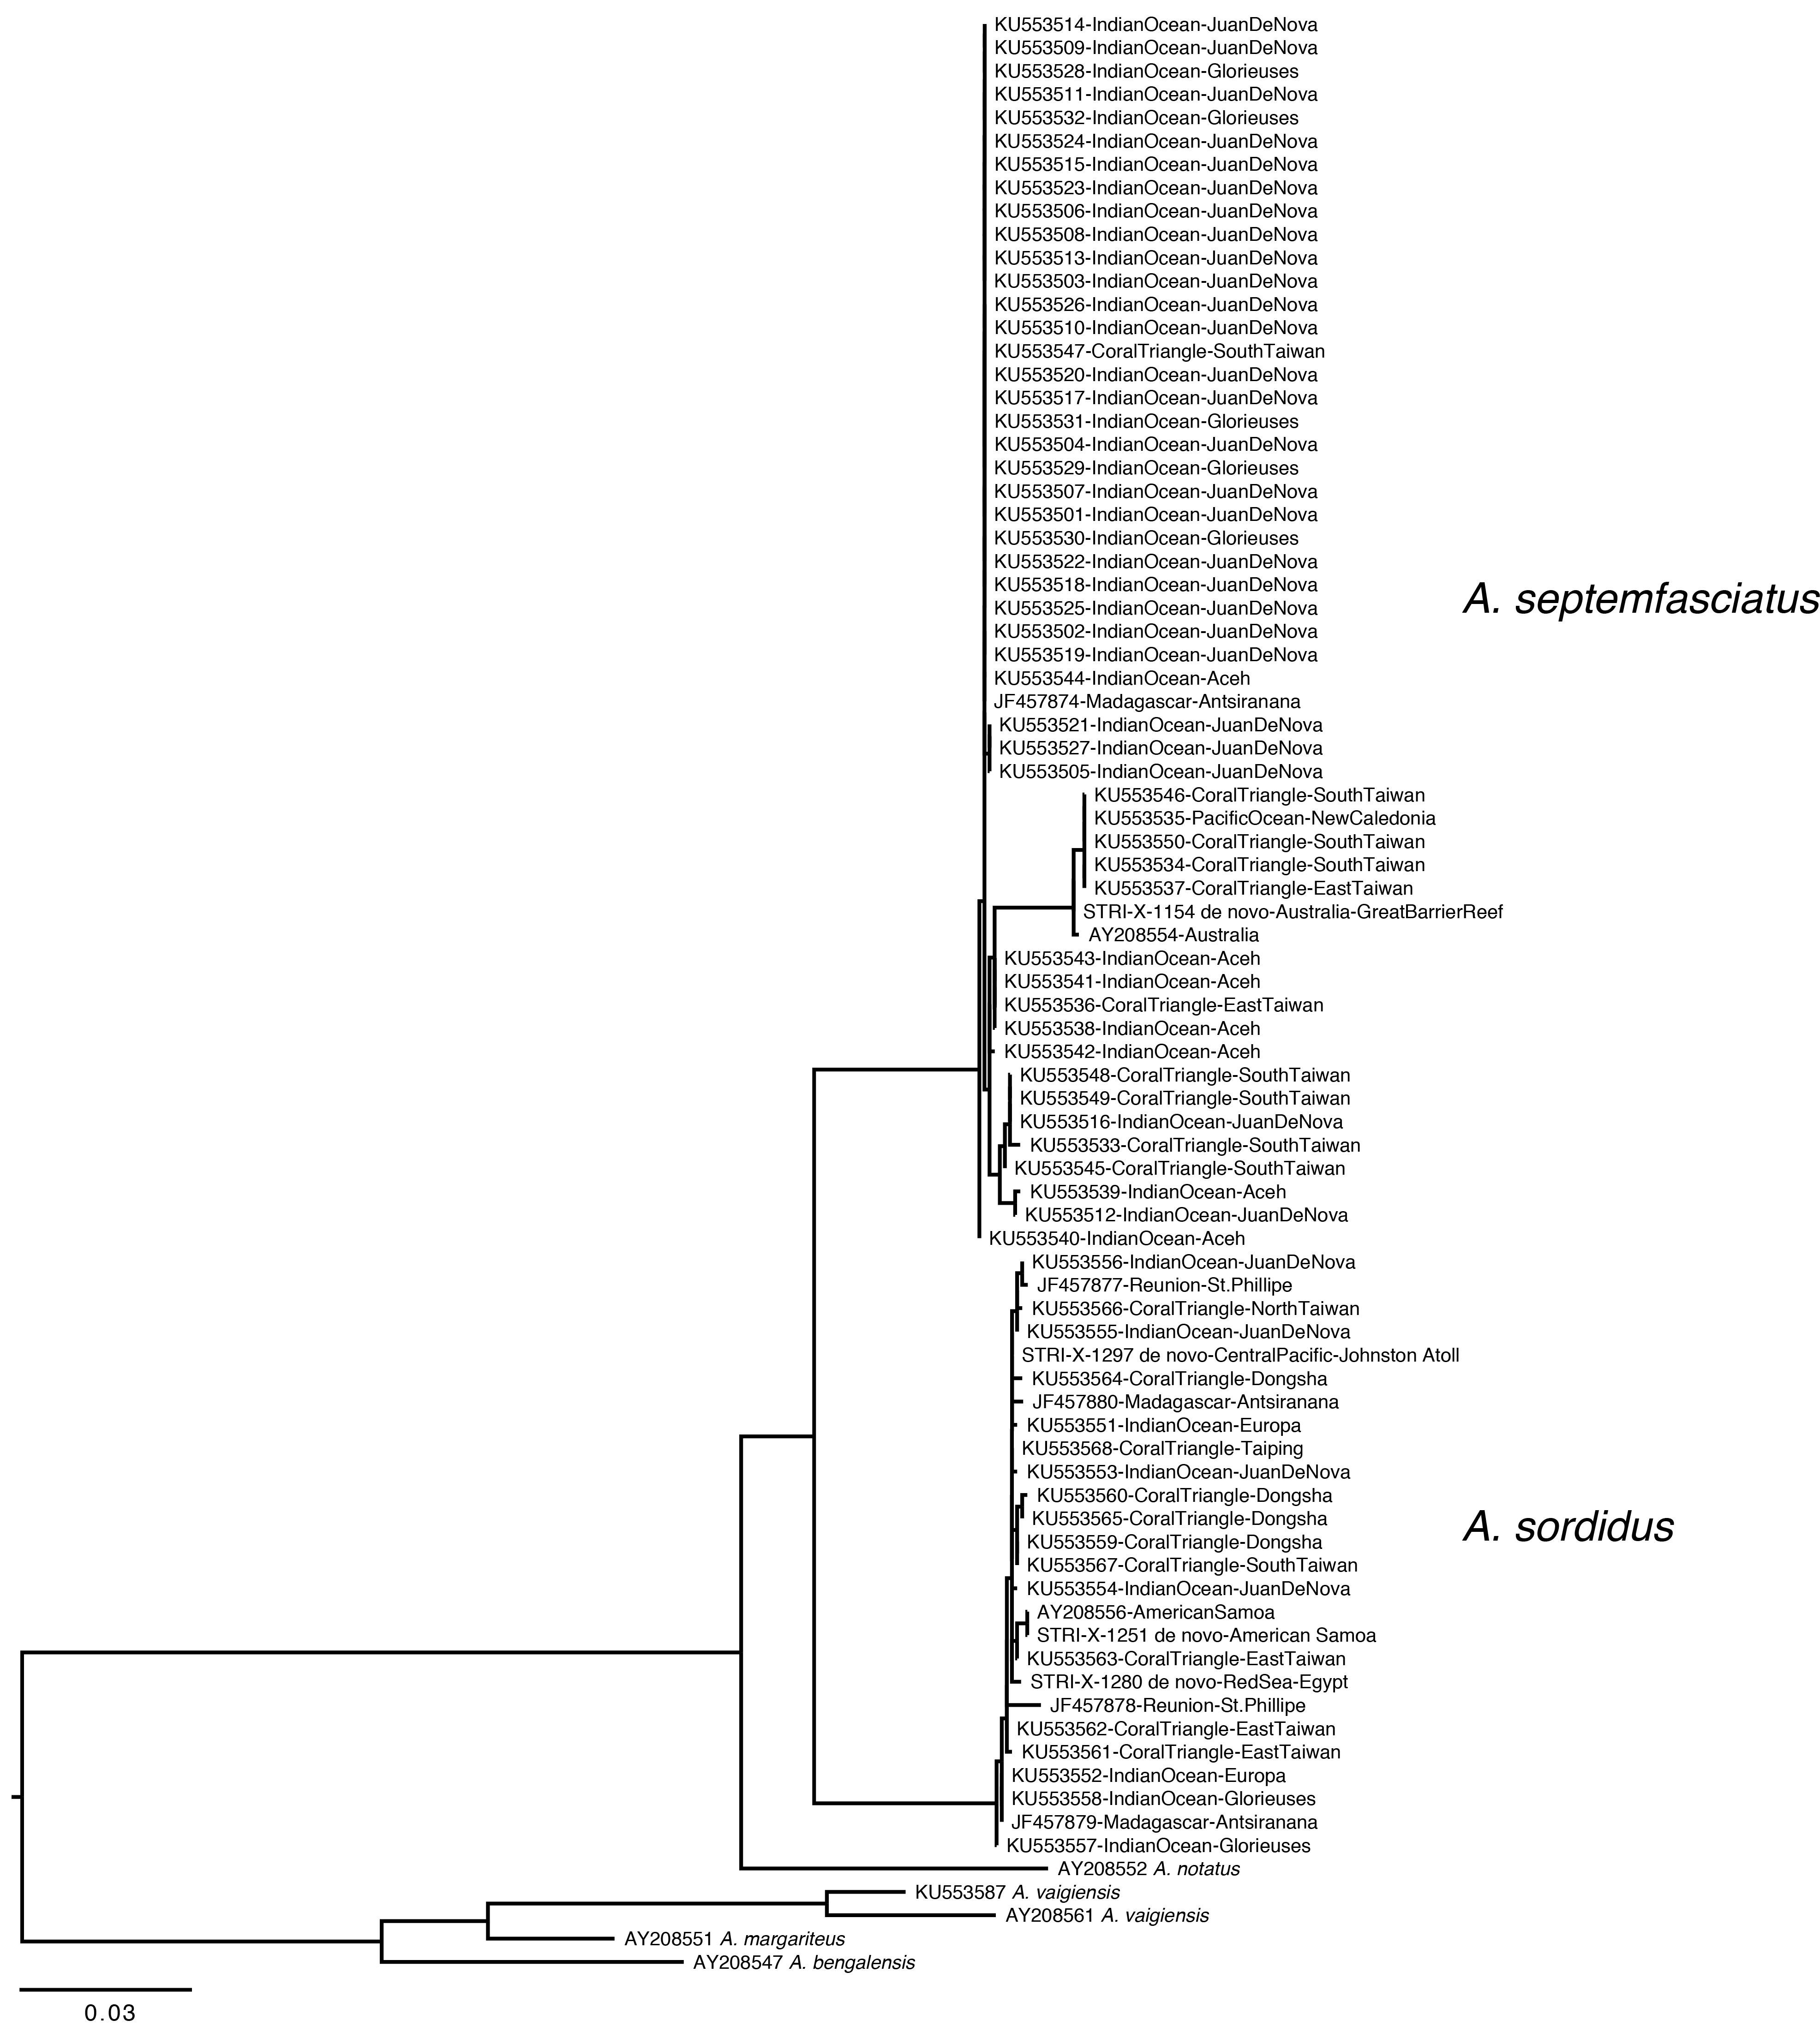 KU553514-IndianOcean-JuanDeNova
KU553509-IndianOcean-JuanDeNova
KU553528-IndianOcean-Glorieuses
KU553511-IndianOcean-JuanDeNova
KU553532-IndianOcean-Glorieuses
KU553524-IndianOcean-JuanDeNova
KU553515-IndianOcean-JuanDeNova
KU553523-IndianOcean-JuanDeNova
KU553506-IndianOcean-JuanDeNova
KU553508-IndianOcean-JuanDeNova
KU553513-IndianOcean-JuanDeNova
KU553503-IndianOcean-JuanDeNova
KU553526-IndianOcean-JuanDeNova
KU553510-IndianOcean-JuanDeNova
KU553547-CoralTriangle-SouthTaiwan
KU553520-IndianOcean-JuanDeNova
KU553517-IndianOcean-JuanDeNova
KU553531-IndianOcean-Glorieuses
KU553504-IndianOcean-JuanDeNova
KU553529-IndianOcean-Glorieuses
KU553507-IndianOcean-JuanDeNova
KU553501-IndianOcean-JuanDeNova
KU553530-IndianOcean-Glorieuses
KU553522-IndianOcean-JuanDeNova
KU553518-IndianOcean-JuanDeNova
A. septemfasciatus
KU553525-IndianOcean-JuanDeNova
KU553502-IndianOcean-JuanDeNova
KU553519-IndianOcean-JuanDeNova
KU553544-IndianOcean-Aceh
JF457874-Madagascar-Antsiranana
KU553521-IndianOcean-JuanDeNova
KU553527-IndianOcean-JuanDeNova
KU553505-IndianOcean-JuanDeNova
KU553546-CoralTriangle-SouthTaiwan
KU553535-PacificOcean-NewCaledonia
KU553550-CoralTriangle-SouthTaiwan
KU553534-CoralTriangle-SouthTaiwan
KU553537-CoralTriangle-EastTaiwan
STRI-X-1154 de novo-Australia-GreatBarrierReef
AY208554-Australia
KU553543-IndianOcean-Aceh
KU553541-IndianOcean-Aceh
KU553536-CoralTriangle-EastTaiwan
KU553538-IndianOcean-Aceh
KU553542-IndianOcean-Aceh
KU553548-CoralTriangle-SouthTaiwan
KU553549-CoralTriangle-SouthTaiwan
KU553516-IndianOcean-JuanDeNova
KU553533-CoralTriangle-SouthTaiwan
KU553545-CoralTriangle-SouthTaiwan
KU553539-IndianOcean-Aceh
KU553512-IndianOcean-JuanDeNova
KU553540-IndianOcean-Aceh
KU553556-IndianOcean-JuanDeNova
JF457877-Reunion-St.Phillipe
KU553566-CoralTriangle-NorthTaiwan
KU553555-IndianOcean-JuanDeNova
STRI-X-1297 de novo-CentralPacific-Johnston Atoll
KU553564-CoralTriangle-Dongsha
JF457880-Madagascar-Antsiranana
KU553551-IndianOcean-Europa
KU553568-CoralTriangle-Taiping
KU553553-IndianOcean-JuanDeNova
KU553560-CoralTriangle-Dongsha
KU553565-CoralTriangle-Dongsha
A. sordidus
KU553559-CoralTriangle-Dongsha
KU553567-CoralTriangle-SouthTaiwan
KU553554-IndianOcean-JuanDeNova
AY208556-AmericanSamoa
STRI-X-1251 de novo-American Samoa
KU553563-CoralTriangle-EastTaiwan
STRI-X-1280 de novo-RedSea-Egypt
JF457878-Reunion-St.Phillipe
KU553562-CoralTriangle-EastTaiwan
KU553561-CoralTriangle-EastTaiwan
KU553552-IndianOcean-Europa
KU553558-IndianOcean-Glorieuses
JF457879-Madagascar-Antsiranana
KU553557-IndianOcean-Glorieuses
AY208552 A. notatus
KU553587 A. vaigiensis
AY208561 A. vaigiensis
AY208551 A. margariteus
AY208547 A. bengalensis
0.03